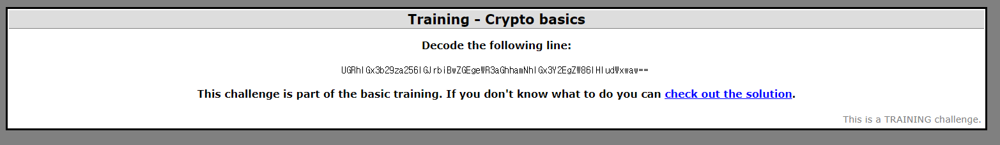 Training - Crypto basics
Decode the following line:
UGRhIGx3b29za256IGJrbiBwZGEgeWR3aGhhamNhIGx3Y2EgZW86IHludWxwaw==
This challenge is part of the basic training. If you don't know what to do you can check out the solution.
This is a TRAINING challenge.